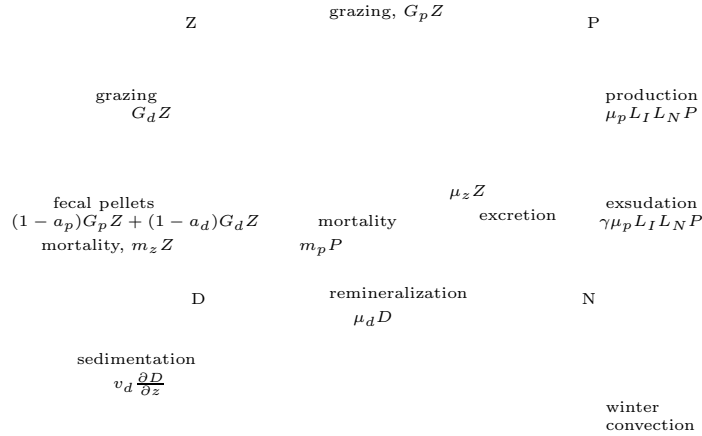 grazing, $G_p Z$
Z
P
grazing
$G_d Z$
production
$\mu_p L_I L_N P$
fecal pellets
$(1 - a_p)G_p Z + (1 - a_d)G_d Z$
mortality, $m_z Z$
mortality
$m_p P$
$\mu_z Z$
excretion
exsudation
$\gamma \mu_p L_I L_N P$
D
remineralization
$\mu_d D$
N
sedimentation
$v_d \frac{\partial D}{\partial z}$
winter
convection